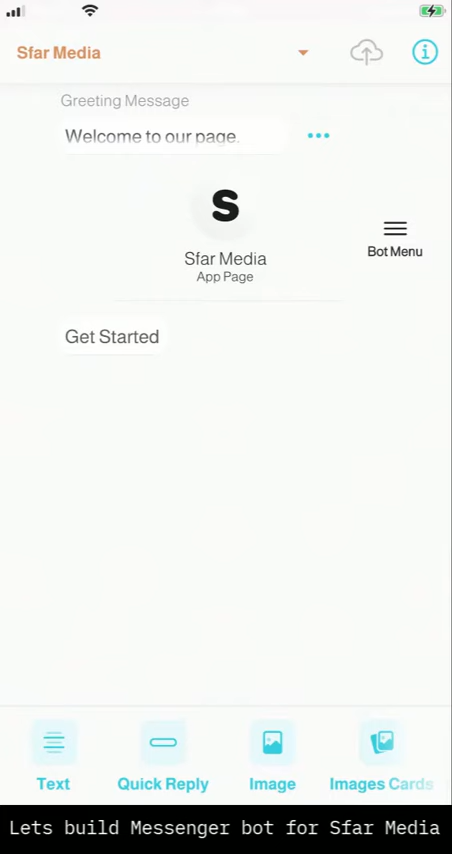 Sfar Media
Greeting Message
Welcome to our page.
S
Sfar Media
App Page
Bot Menu
Get Started
Text
Quick Reply
Image
Images Cards
Lets build Messenger bot for Sfar Media